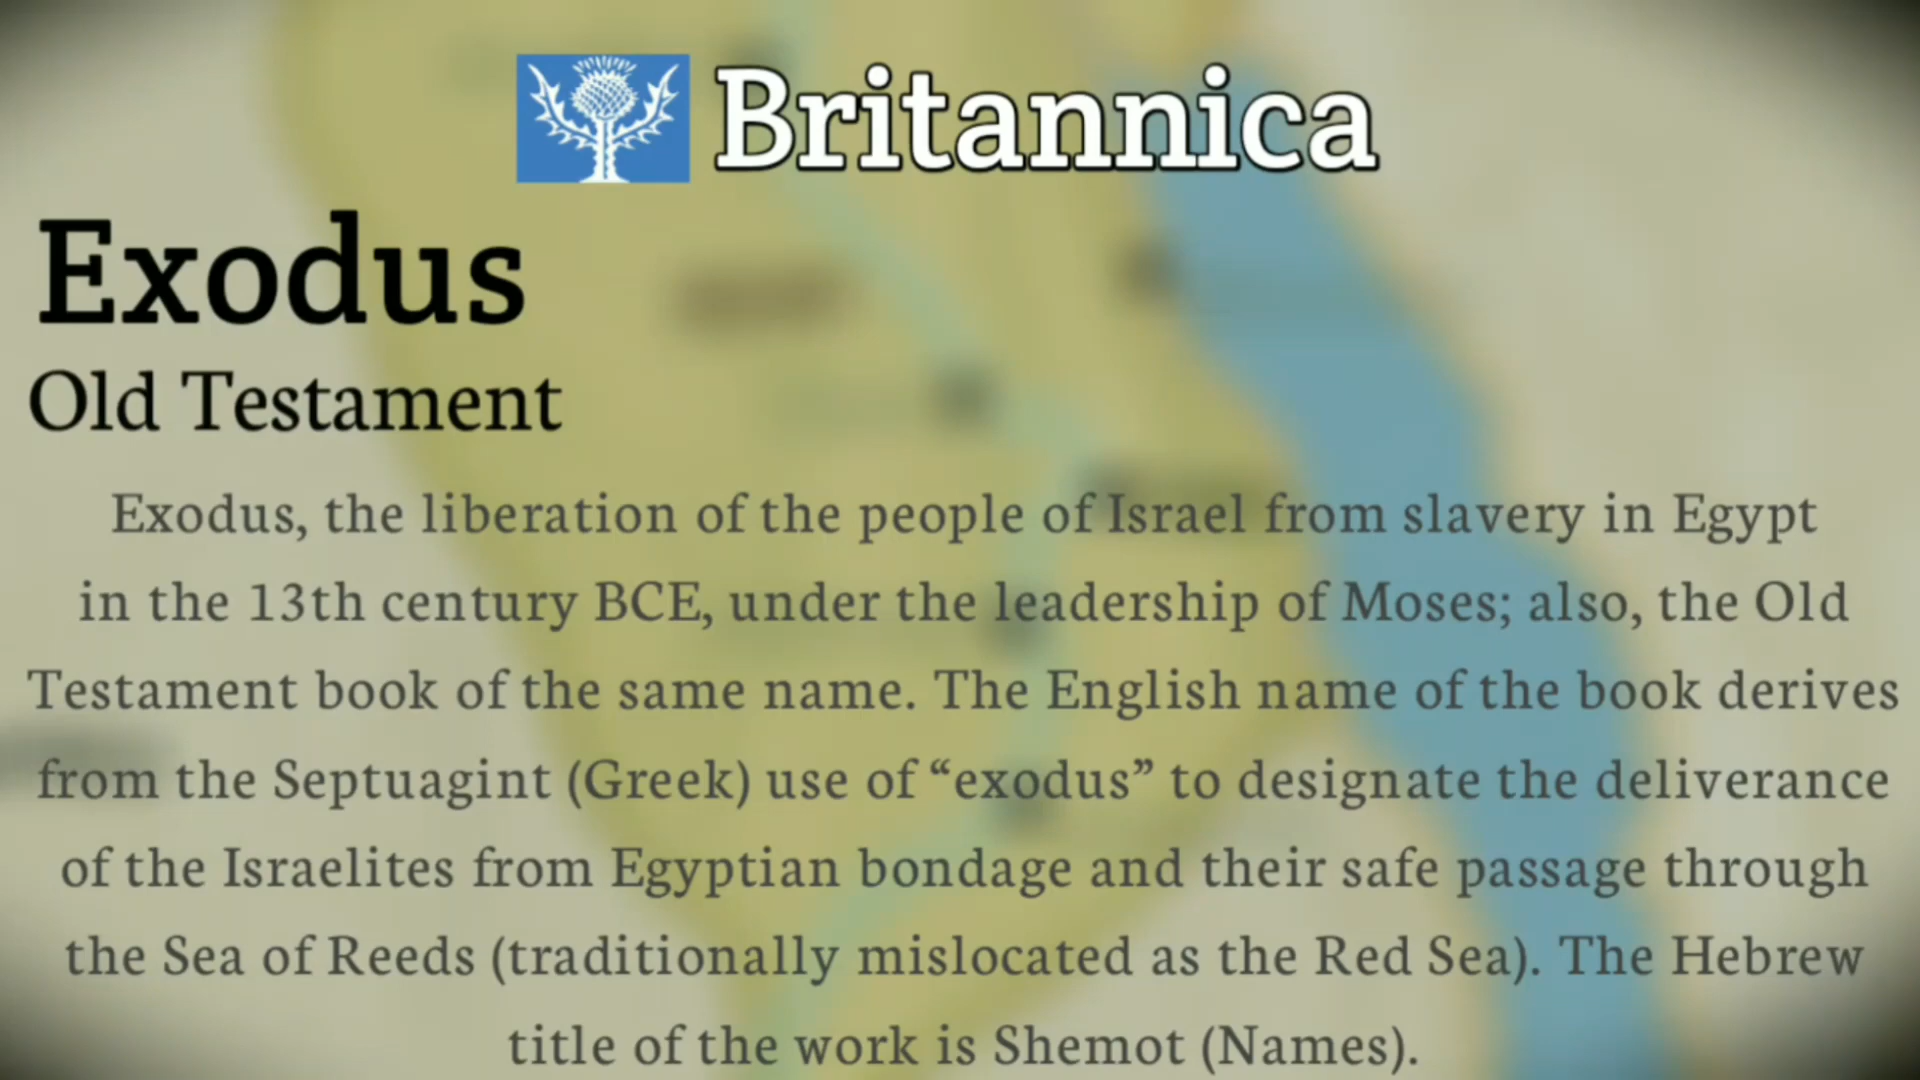 Britannica
Exodus
Old Testament
Exodus, the liberation of the people of Israel from slavery in Egypt
in the 13th century BCE, under the leadership of Moses; also, the Old
Testament book of the same name. The English name of the book derives
from the Septuagint (Greek) use of “exodus” to designate the deliverance
of the Israelites from Egyptian bondage and their safe passage through
the Sea of Reeds (traditionally mislocated as the Red Sea). The Hebrew
title of the work is Shemot (Names).